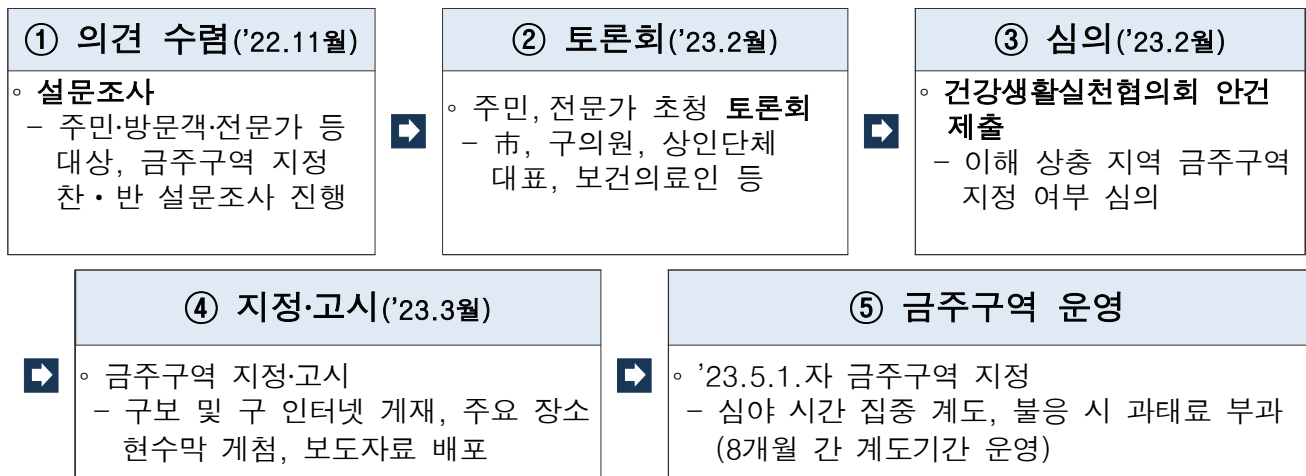 ① 의견 수렴('22.11월)
◦ 설문조사
- 주민·방문객·전문가 등
대상, 금주구역 지정
찬・반 설문조사 진행
② 토론회('23.2월)
◦ 주민, 전문가 초청 토론회
- 市, 구의원, 상인단체
대표, 보건의료인 등
③ 심의('23.2월)
◦ 건강생활실천협의회 안건
제출
- 이해 상충 지역 금주구역
지정 여부 심의
④ 지정·고시('23.3월)
◦ 금주구역 지정·고시
- 구보 및 구 인터넷 게재, 주요 장소
현수막 게첨, 보도자료 배포
⑤ 금주구역 운영
◦ '23.5.1.자 금주구역 지정
- 심야 시간 집중 계도, 불응 시 과태료 부과
(8개월 간 계도기간 운영)